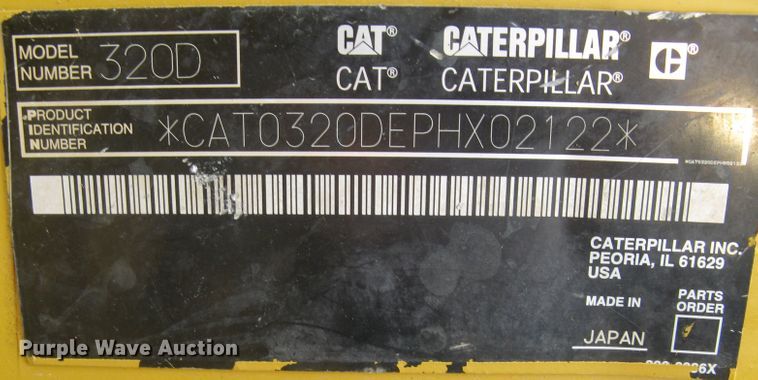 MODEL NUMBER 320D
CAT® CATERPILLAR® C
CAT® CATERPILLAR®
PRODUCT IDENTIFICATION NUMBER *CAT0320DEPHX02122*
CATERPILLAR INC.
PEORIA, IL 61629
USA
MADE IN
JAPAN
PARTS
ORDER
Purple Wave Auction